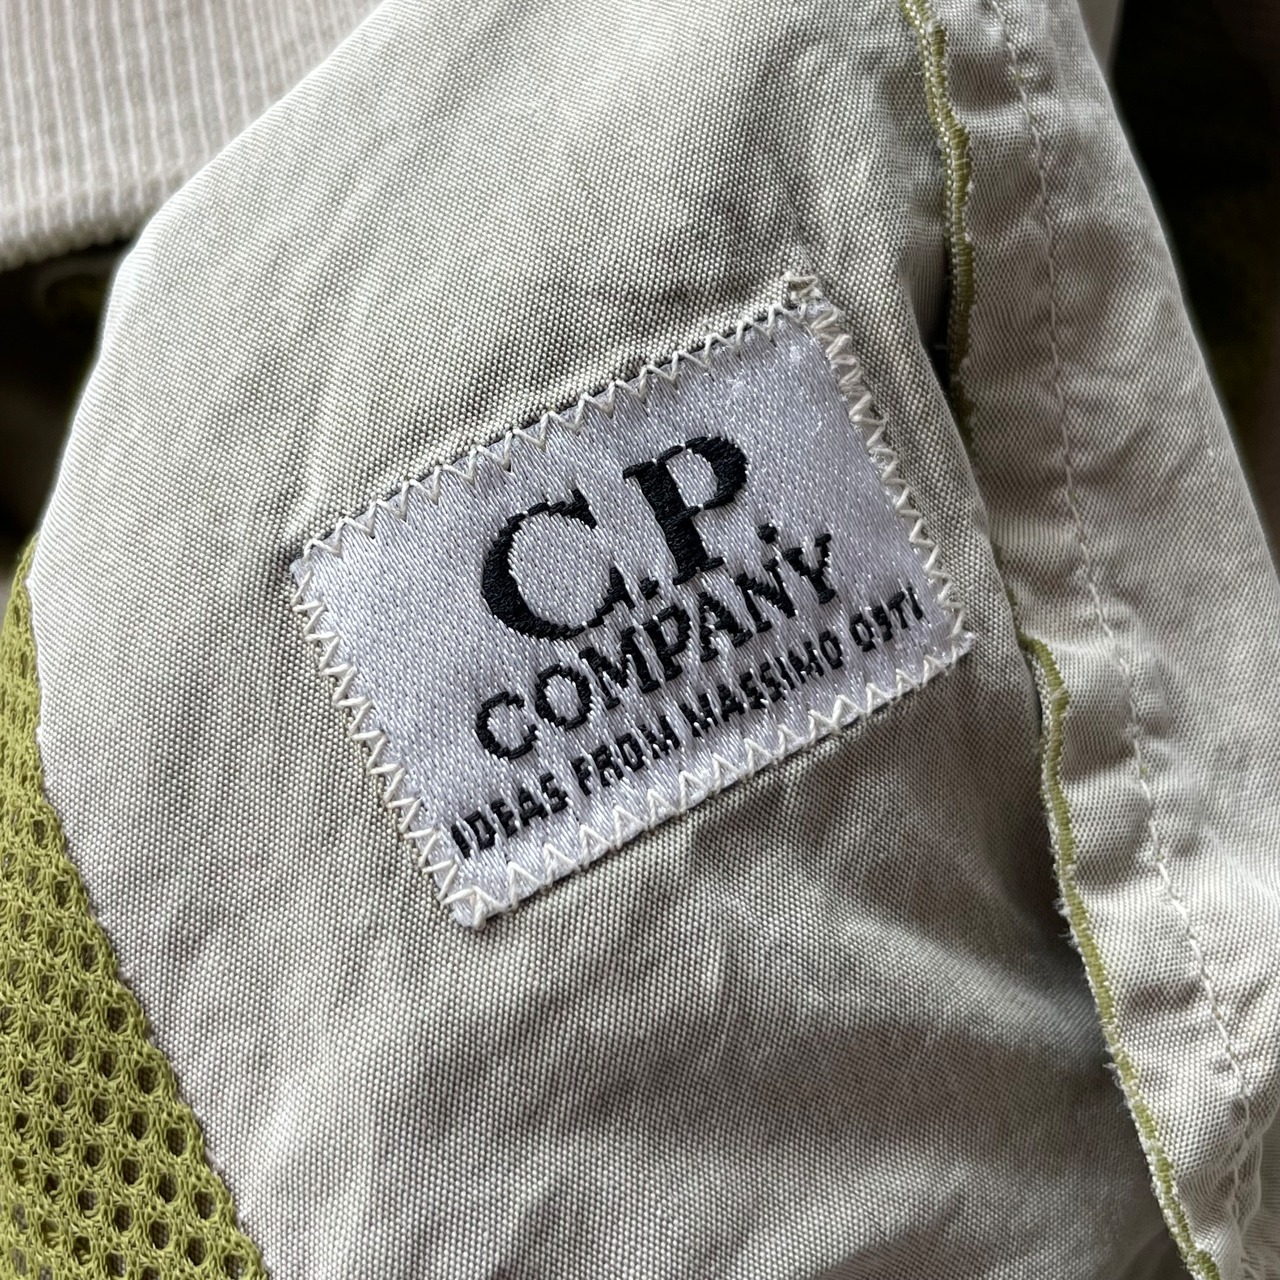 C.P.
COMPANY
IDEAS FROM MASSIMO OSTI